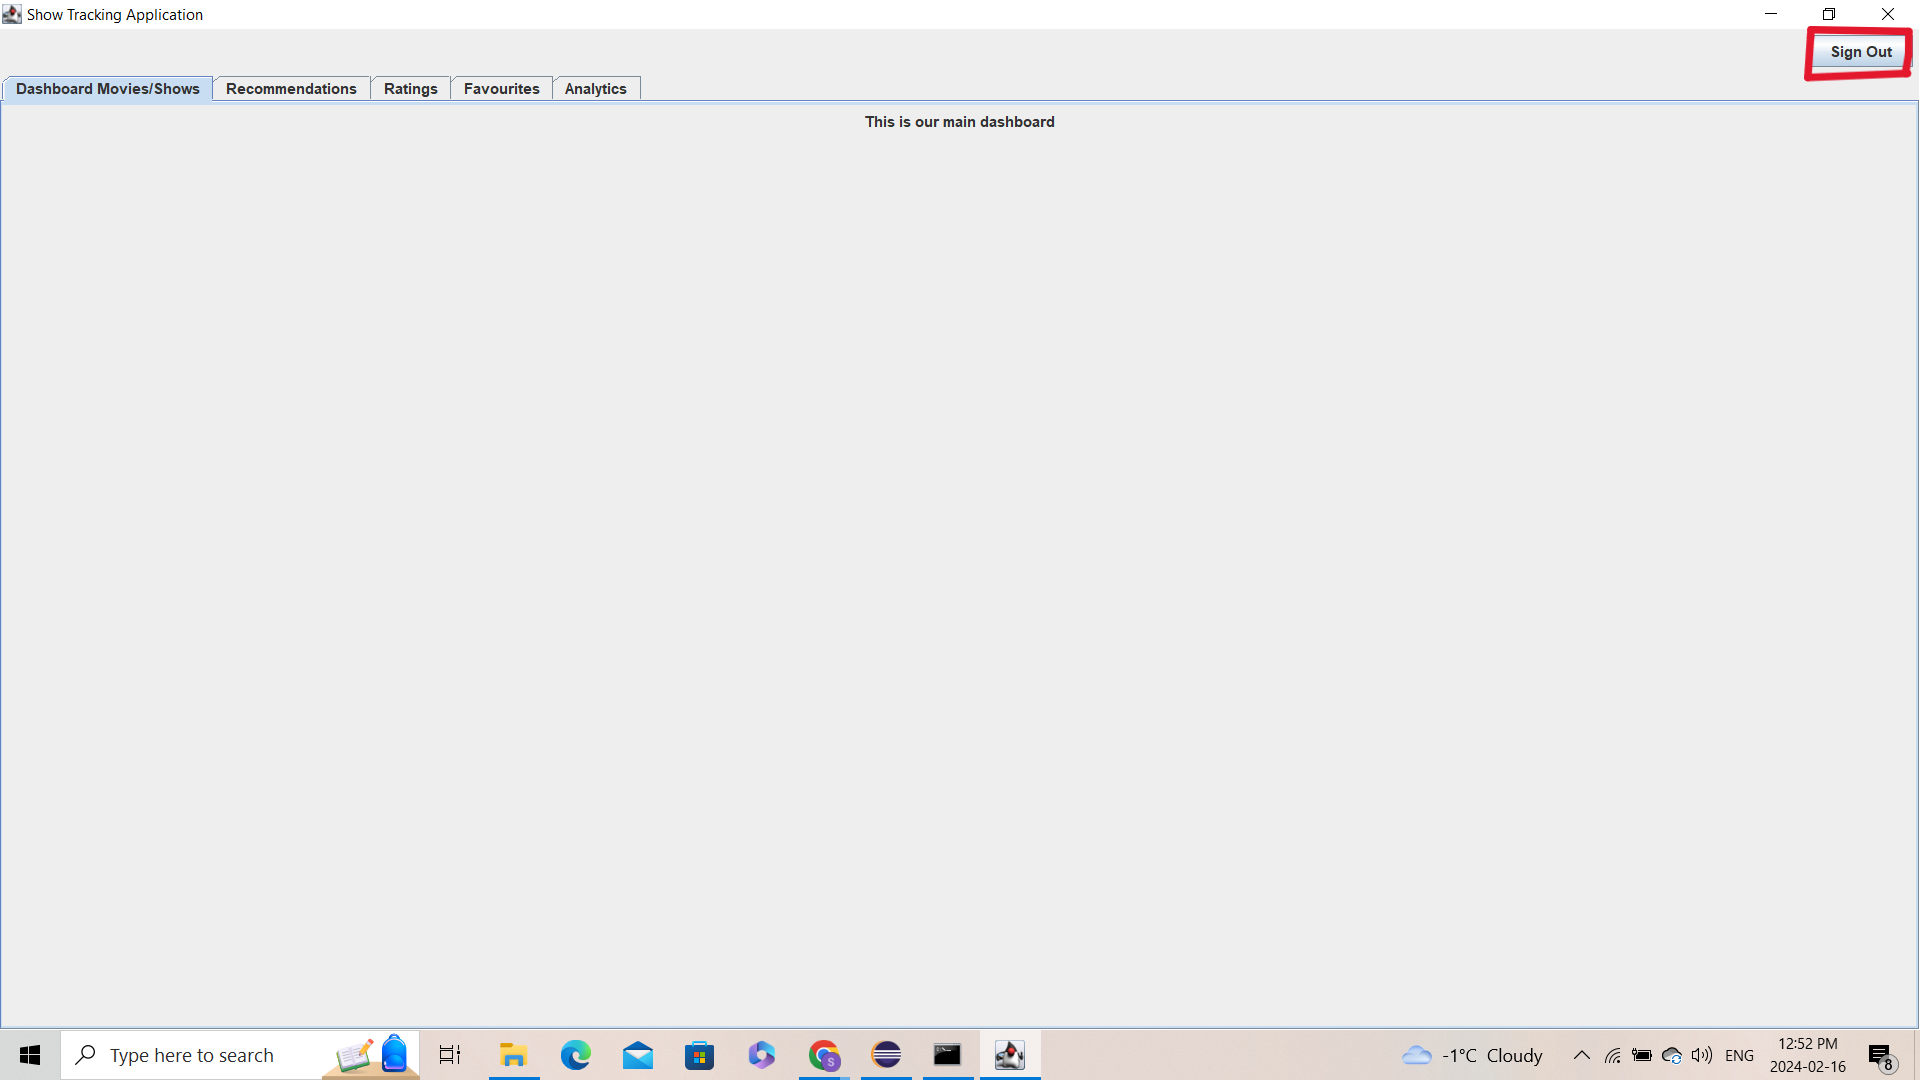 Show Tracking Application
Sign Out
Dashboard Movies/Shows Recommendations Ratings Favourites Analytics
This is our main dashboard
Type here to search
S
-1°C Cloudy
ENG
12:52 PM
2024-02-16
8